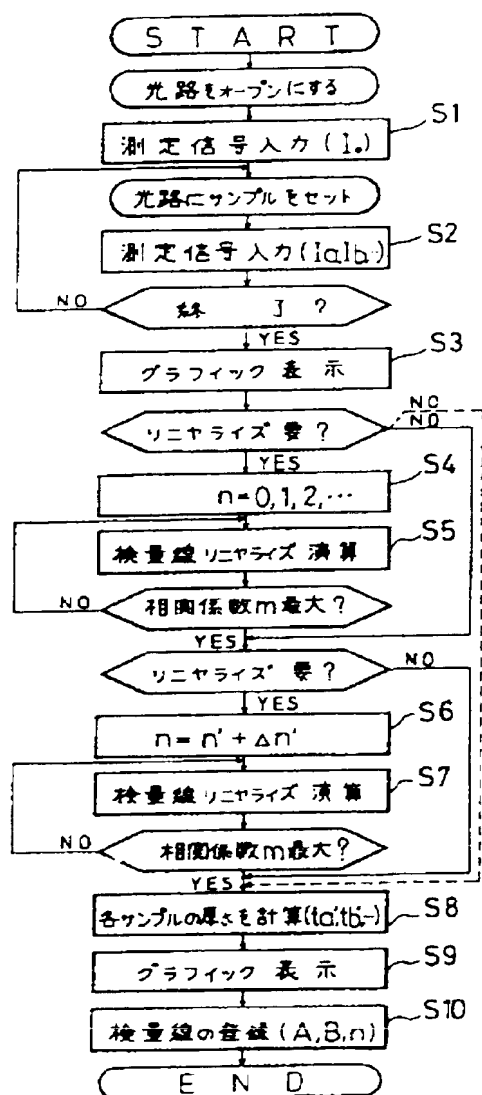 START
光路をオープンにする
測定信号入力(I₀)
S1
光路にサンプルをセット
測定信号入力(IaIb…)
S2
終了?
NO
YES
グラフィック表示
S3
リニヤライズ要?
NO
NO
YES
n=0,1,2,…
S4
検量線リニヤライズ演算
S5
相関係数m最大?
NO
YES
リニヤライズ要?
NO
YES
n=n'+Δn'
S6
検量線リニヤライズ演算
S7
相関係数m最大?
NO
YES
各サンプルの厚さを計算(ta',tb',…)
S8
グラフィック表示
S9
検量線の登録(A,B,n)
S10
END